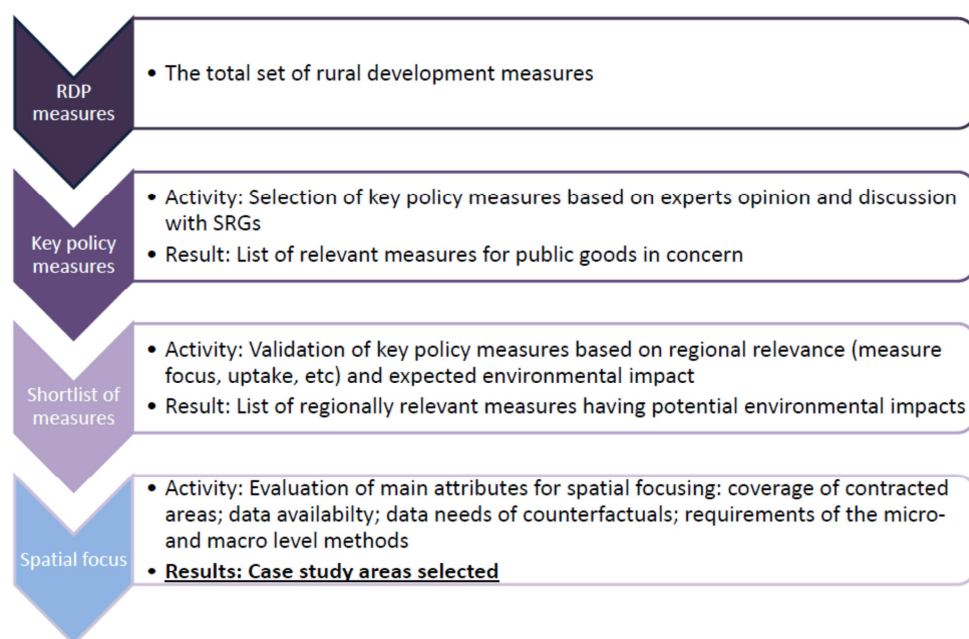 RDP
measures
• The total set of rural development measures
Key policy
measures
• Activity: Selection of key policy measures based on experts opinion and discussion
with SRGs
• Result: List of relevant measures for public goods in concern
Shortlist of
measures
• Activity: Validation of key policy measures based on regional relevance (measure
focus, uptake, etc) and expected environmental impact
• Result: List of regionally relevant measures having potential environmental impacts
Spatial focus
• Activity: Evaluation of main attributes for spatial focusing: coverage of contracted
areas; data availabilty; data needs of counterfactuals; requirements of the micro-
and macro level methods
• Results: Case study areas selected